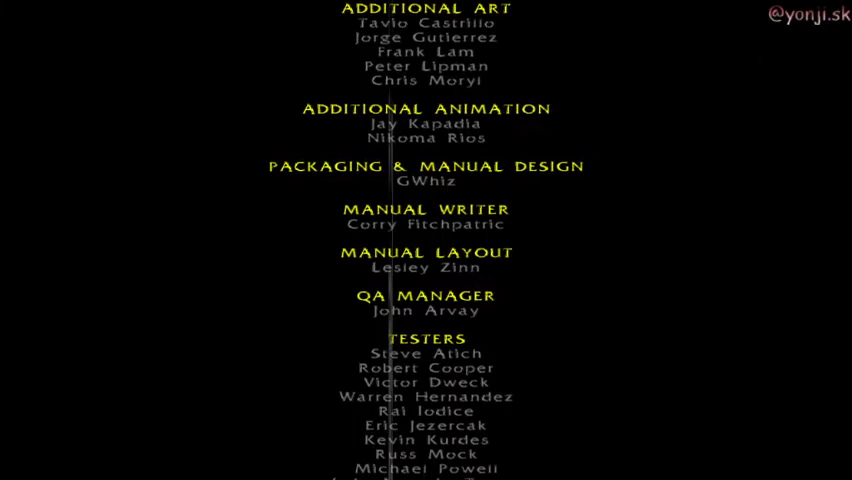 @yonji.sk
ADDITIONAL ART
Tavio Castrillo
Jorge Gutierrez
Frank Lam
Peter Lipman
Chris Moryl
ADDITIONAL ANIMATION
Jay Kapadia
Nikoma Rios
PACKAGING & MANUAL DESIGN
GWhiz
MANUAL WRITER
Corry Fitchpatric
MANUAL LAYOUT
Lesley Zinn
QA MANAGER
John Arvay
TESTERS
Steve Atich
Robert Cooper
Victor Dweck
Warren Hernandez
Rai Iodice
Eric Jezercak
Kevin Kurdes
Russ Mock
Michael Powell